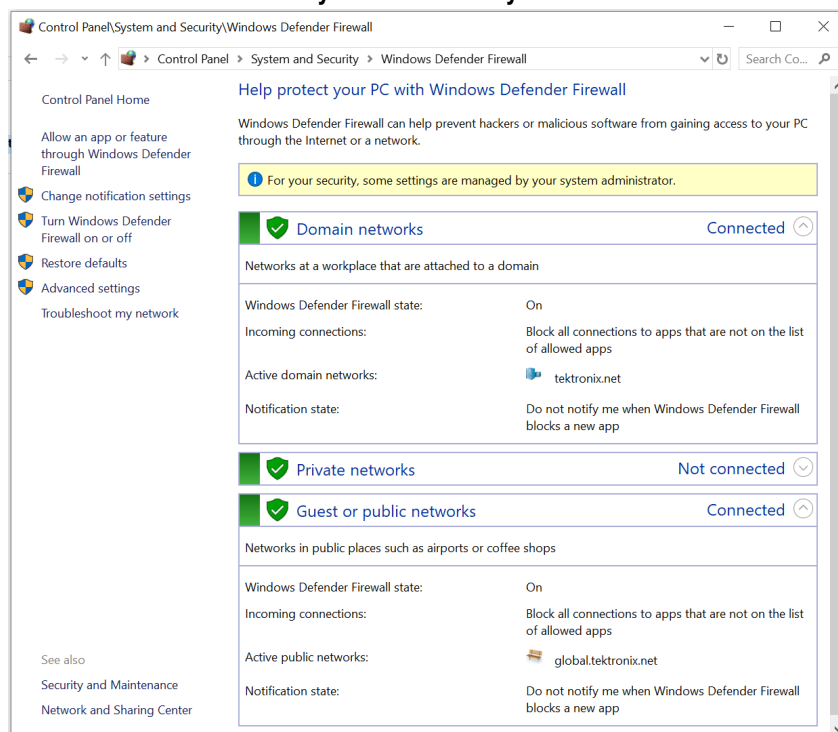 Control Panel\System and Security\Windows Defender Firewall
Control Panel > System and Security > Windows Defender Firewall
Search Co...
Control Panel Home
Allow an app or feature
through Windows Defender
Firewall
Change notification settings
Turn Windows Defender
Firewall on or off
Restore defaults
Advanced settings
Troubleshoot my network
See also
Security and Maintenance
Network and Sharing Center
Help protect your PC with Windows Defender Firewall
Windows Defender Firewall can help prevent hackers or malicious software from gaining access to your PC
through the Internet or a network.
For your security, some settings are managed by your system administrator.
Domain networks Connected
Networks at a workplace that are attached to a domain
Windows Defender Firewall state: On
Incoming connections: Block all connections to apps that are not on the list
of allowed apps
Active domain networks: tektronix.net
Notification state: Do not notify me when Windows Defender Firewall
blocks a new app
Private networks Not connected
Guest or public networks Connected
Networks in public places such as airports or coffee shops
Windows Defender Firewall state: On
Incoming connections: Block all connections to apps that are not on the list
of allowed apps
Active public networks: global.tektronix.net
Notification state: Do not notify me when Windows Defender Firewall
blocks a new app